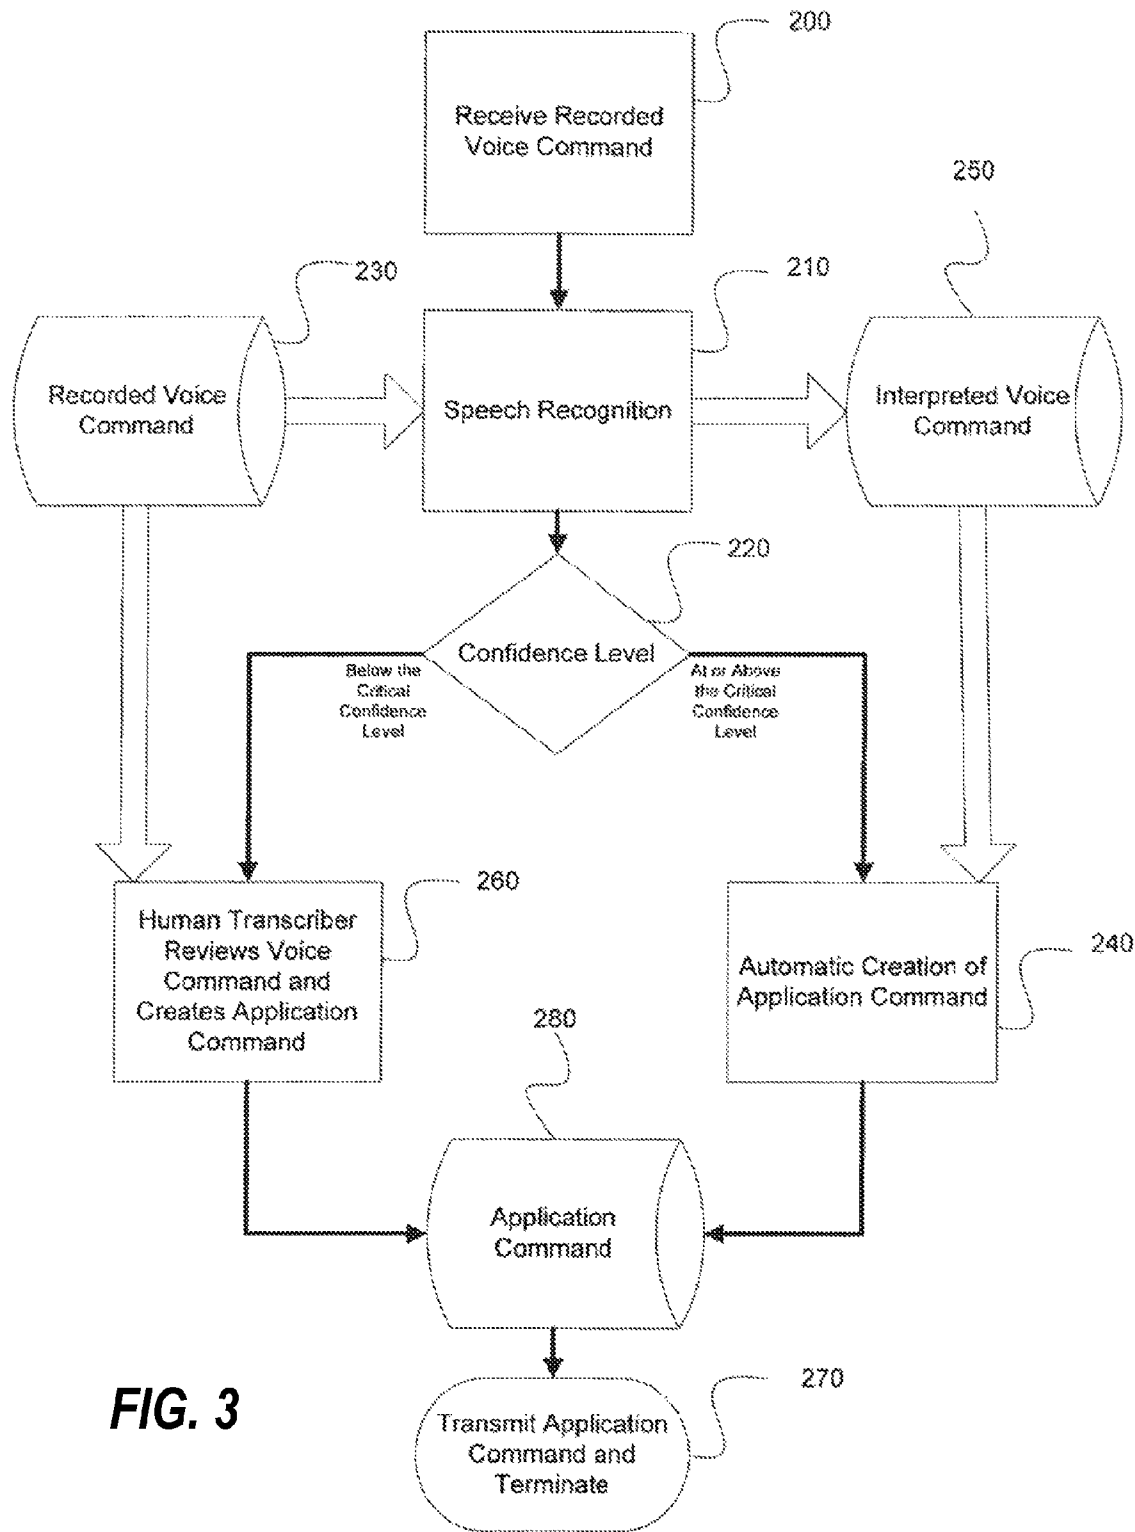 200
Receive Recorded
Voice Command
250
230
210
Recorded Voice
Command
Speech Recognition
Interpreted Voice
Command
220
Confidence Level
Below the
Critical
Confidence
Level
At or Above
the Critical
Confidence
Level
260
Human Transcriber
Reviews Voice
Command and
Creates Application
Command
240
Automatic Creation of
Application Command
280
Application
Command
270
Transmit Application
Command and
Terminate
FIG. 3